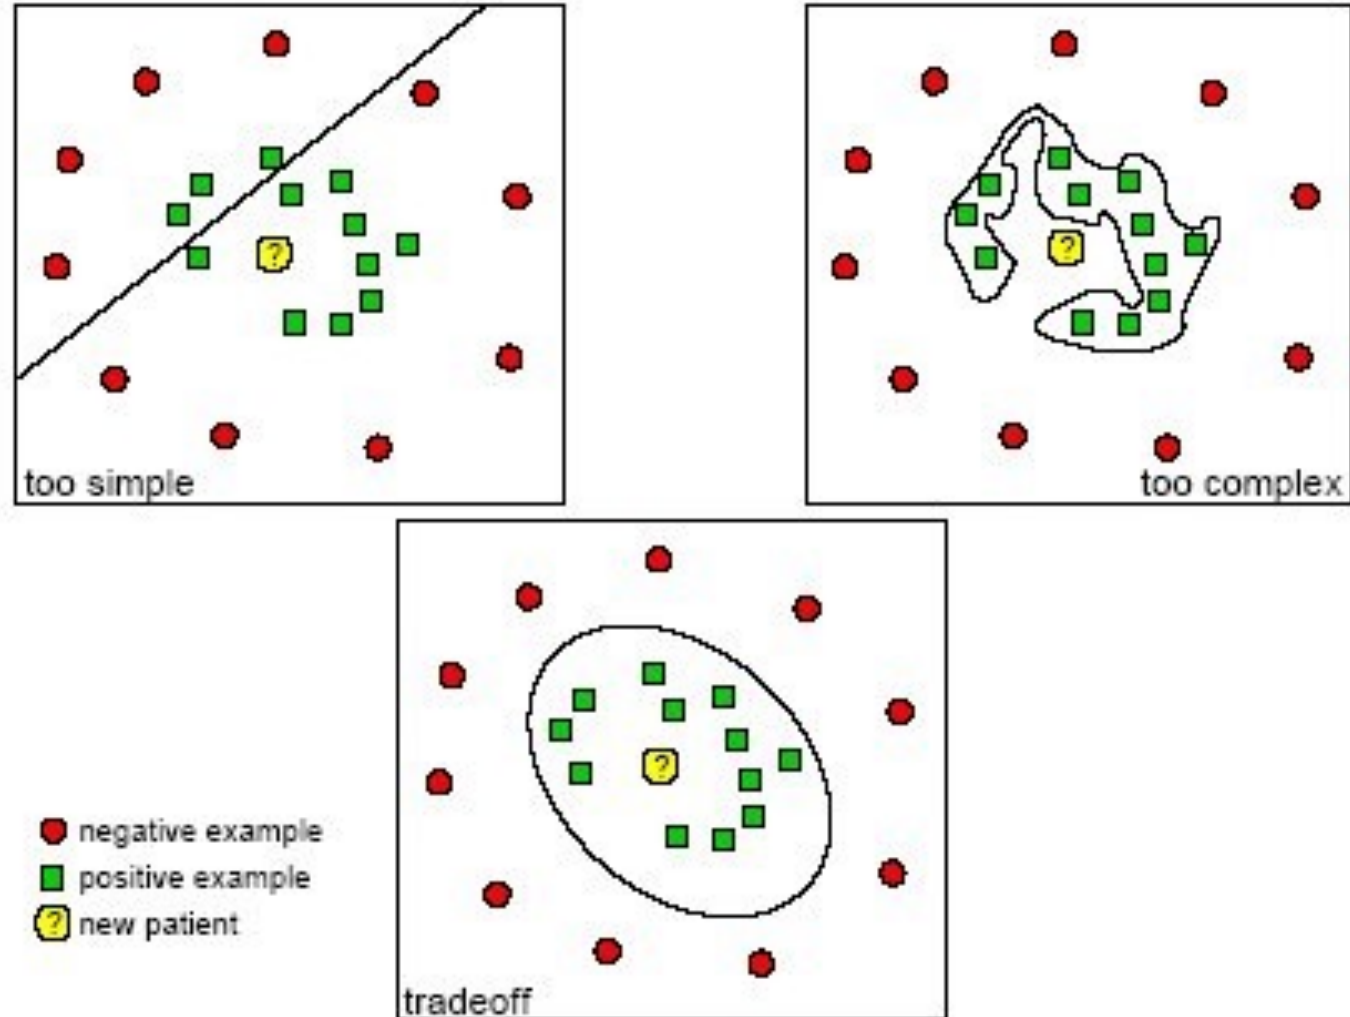 ?
too simple
?
too complex
?
negative example
positive example
? new patient
tradeoff